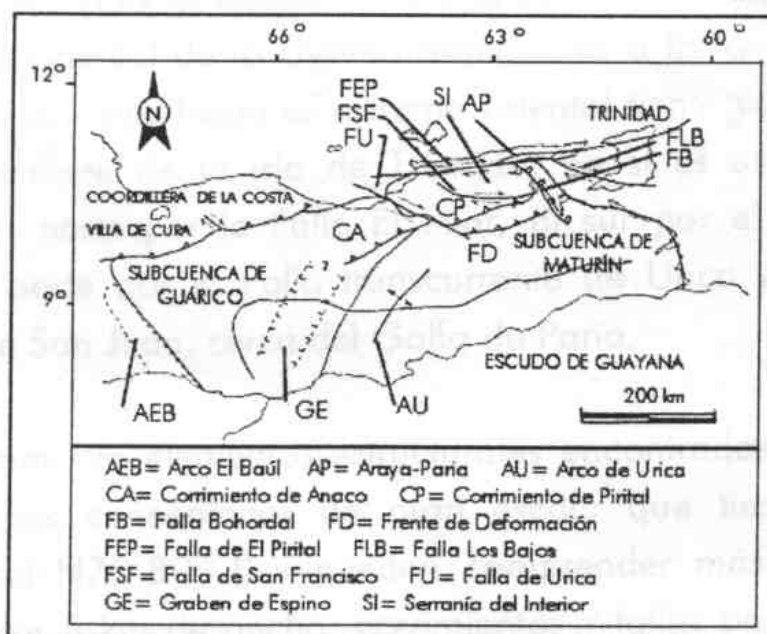 66° 63° 60°
12°
FEP
FSF
FU
SI AP
TRINIDAD
FLB
FB
N
COORDILLERA DE LA COSTA
VILLA DE CURA
CP
CA
FD
SUBCUENCA DE
MATURÍN
SUBCUENCA DE
GUÁRICO
9°
ESCUDO DE GUAYANA
200 km
AEB
GE
AU
AEB= Arco El Baúl AP= Araya-Paria AU= Arco de Urica
CA= Corrimiento de Anaco CP= Corrimiento de Pirital
FB= Falla Bohordal FD= Frente de Deformación
FEP= Falla de El Pirital FLB= Falla Los Bajos
FSF= Falla de San Francisco FU= Falla de Urica
GE= Graben de Espino SI= Serranía del Interior